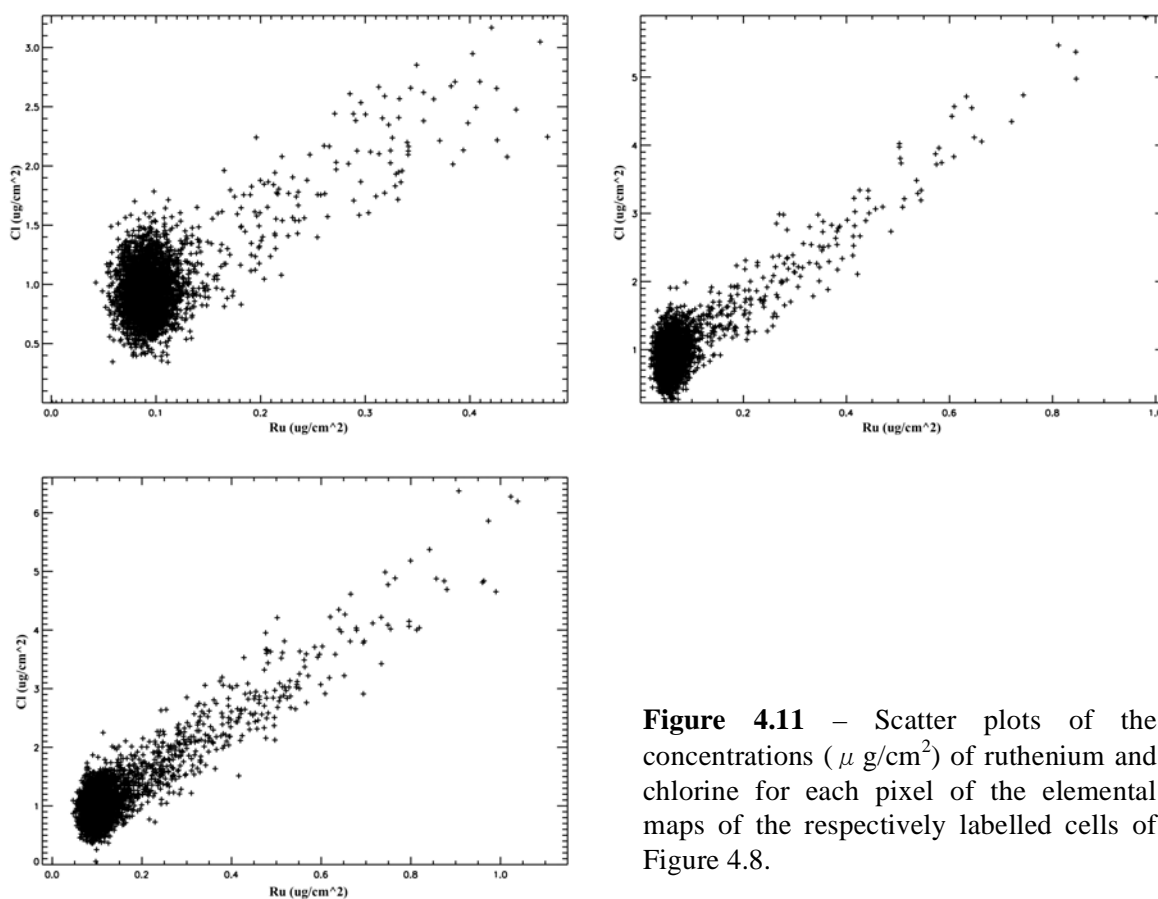 3.0
2.5
2.0
1.5
1.0
0.5
Cl (ug/cm^2)
0.0 0.1 0.2 0.3 0.4
Ru (ug/cm^2)
5
4
3
2
1
Cl (ug/cm^2)
0.2 0.4 0.6 0.8 1.0
Ru (ug/cm^2)
6
5
4
3
2
1
0
Cl (ug/cm^2)
0.0 0.2 0.4 0.6 0.8 1.0
Ru (ug/cm^2)
Figure 4.11 – Scatter plots of the
concentrations (μ g/cm²) of ruthenium and
chlorine for each pixel of the elemental
maps of the respectively labelled cells of
Figure 4.8.